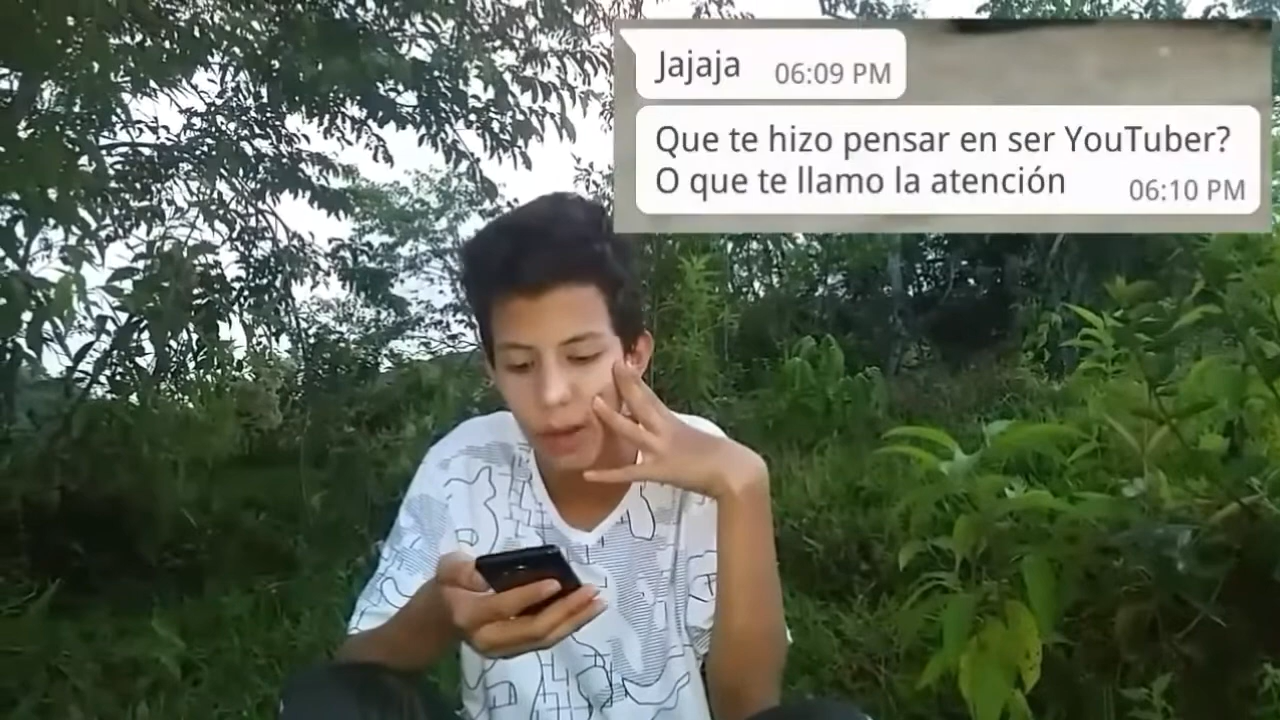 Jajaja 06:09 PM
Que te hizo pensar en ser YouTuber?
O que te llamo la atención 06:10 PM